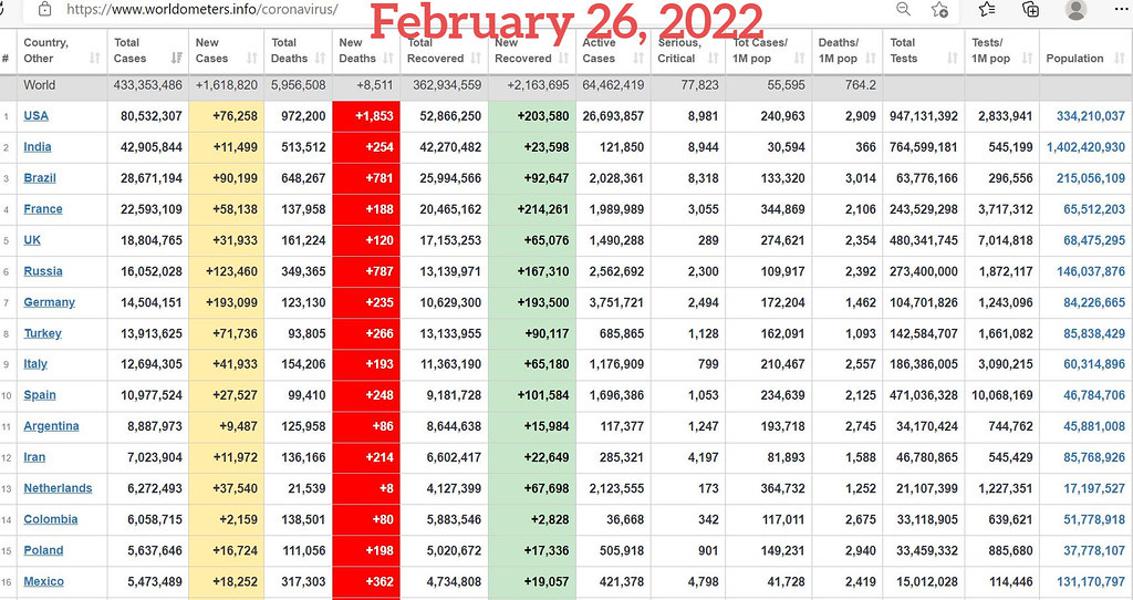 https://www.worldometers.info/coronavirus/
February 26, 2022
# Country, Other Total Cases New Cases Total Deaths New Deaths Total Recovered New Recovered Active Cases Serious, Critical Tot Cases/ 1M pop Deaths/ 1M pop Total Tests Tests/ 1M pop Population
World 433,353,486 +1,618,820 5,956,508 +8,511 362,934,559 +2,163,695 64,462,419 77,823 55,595 764.2
1 USA 80,532,307 +76,258 972,200 +1,853 52,866,250 +203,580 26,693,857 8,981 240,963 2,909 947,131,392 2,833,941 334,210,037
2 India 42,905,844 +11,499 513,512 +254 42,270,482 +23,598 121,850 8,944 30,594 366 764,599,181 545,199 1,402,420,930
3 Brazil 28,671,194 +90,199 648,267 +781 25,994,566 +92,647 2,028,361 8,318 133,320 3,014 63,776,166 296,556 215,056,109
4 France 22,593,109 +58,138 137,958 +188 20,465,162 +214,261 1,989,989 3,055 344,869 2,106 243,529,298 3,717,312 65,512,203
5 UK 18,804,765 +31,933 161,224 +120 17,153,253 +65,076 1,490,288 289 274,621 2,354 480,341,745 7,014,818 68,475,295
6 Russia 16,052,028 +123,460 349,365 +787 13,139,971 +167,310 2,562,692 2,300 109,917 2,392 273,400,000 1,872,117 146,037,876
7 Germany 14,504,151 +193,099 123,130 +235 10,629,300 +193,500 3,751,721 2,494 172,204 1,462 104,701,826 1,243,096 84,226,665
8 Turkey 13,913,625 +71,736 93,805 +266 13,133,955 +90,117 685,865 1,128 162,091 1,093 142,584,707 1,661,082 85,838,429
9 Italy 12,694,305 +41,933 154,206 +193 11,363,190 +65,180 1,176,909 799 210,467 2,557 186,386,005 3,090,215 60,314,896
10 Spain 10,977,524 +27,527 99,410 +248 9,181,728 +101,584 1,696,386 1,053 234,639 2,125 471,036,328 10,068,169 46,784,706
11 Argentina 8,887,973 +9,487 125,958 +86 8,644,638 +15,984 117,377 1,247 193,718 2,745 34,170,424 744,762 45,881,008
12 Iran 7,023,904 +11,972 136,166 +214 6,602,417 +22,649 285,321 4,197 81,893 1,588 46,780,865 545,429 85,768,926
13 Netherlands 6,272,493 +37,540 21,539 +8 4,127,399 +67,698 2,123,555 173 364,732 1,252 21,107,399 1,227,351 17,197,527
14 Colombia 6,058,715 +2,159 138,501 +80 5,883,546 +2,828 36,668 342 117,011 2,675 33,118,905 639,621 51,778,918
15 Poland 5,637,646 +16,724 111,056 +198 5,020,672 +17,336 505,918 901 149,231 2,940 33,459,332 885,680 37,778,107
16 Mexico 5,473,489 +18,252 317,303 +362 4,734,808 +19,057 421,378 4,798 41,728 2,419 15,012,028 114,446 131,170,797